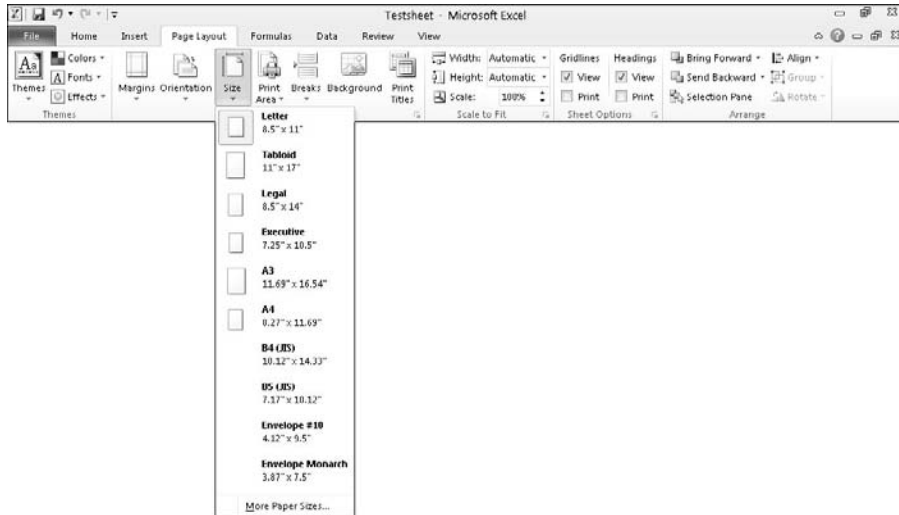 Testsheet - Microsoft Excel
File Home Insert Page Layout Formulas Data Review View
Themes
Colors
Fonts
Effects
Themes
Margins
Orientation
Size
Print Area
Breaks
Background
Print Titles
Width: Automatic
Height: Automatic
Scale: 100%
Scale to Fit
Gridlines Headings
View View
Print Print
Sheet Options
Bring Forward
Send Backward
Selection Pane
Align
Group
Rotate
Arrange
Letter
8.5" x 11"
Tabloid
11" x 17"
Legal
8.5" x 14"
Executive
7.25" x 10.5"
A3
11.69" x 16.54"
A4
8.27" x 11.69"
B4 (JIS)
10.12" x 14.33"
B5 (JIS)
7.17" x 10.12"
Envelope #10
4.12" x 9.5"
Envelope Monarch
3.87" x 7.5"
More Paper Sizes...